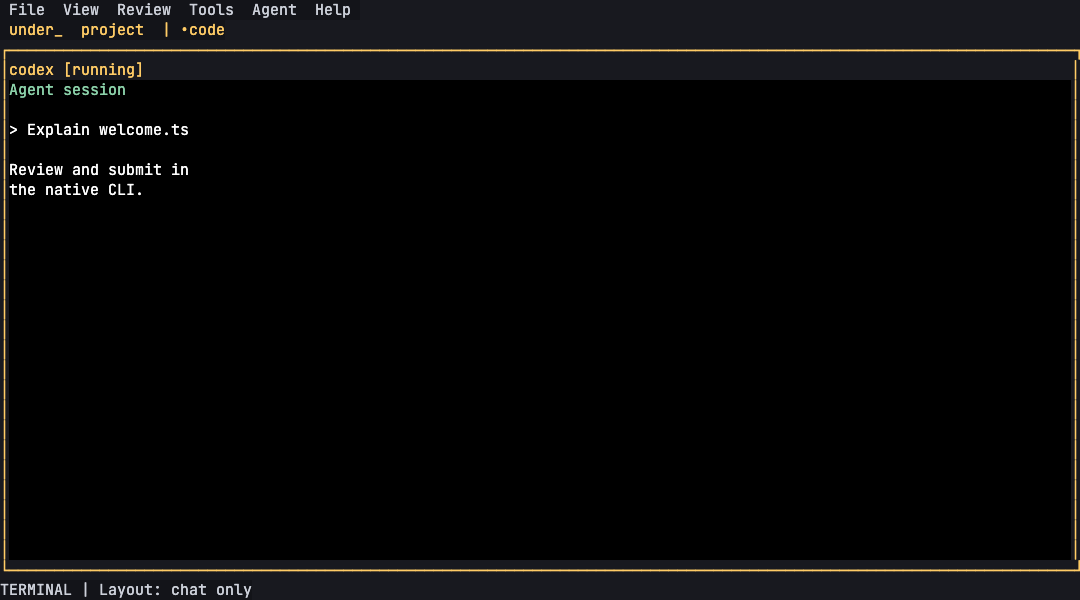 File  View  Review  Tools  Agent  Help
under_  project  | •code
codex [running]
Agent session
> Explain welcome.ts
Review and submit in
the native CLI.
TERMINAL | Layout: chat only